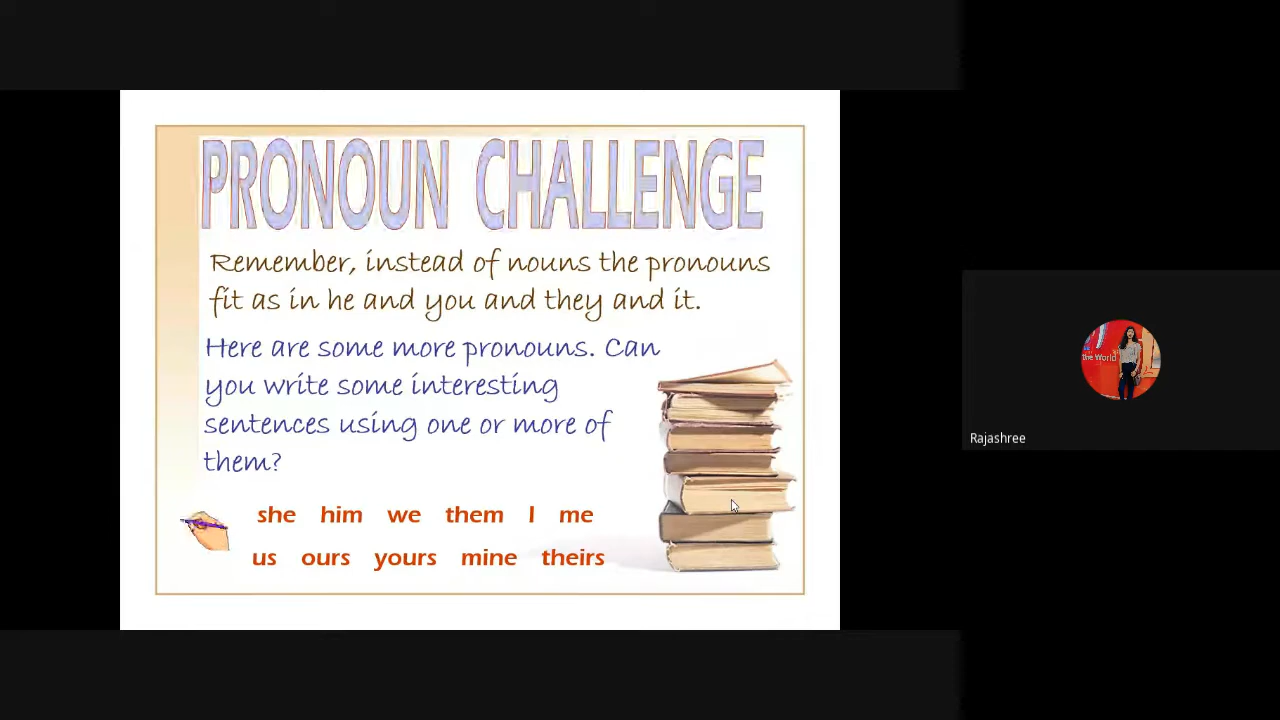 PRONOUN CHALLENGE
Remember, instead of nouns the pronouns
fit as in he and you and they and it.
Here are some more pronouns. Can
you write some interesting
sentences using one or more of
them?
she him we them I me
us ours yours mine theirs
the World
Rajashree